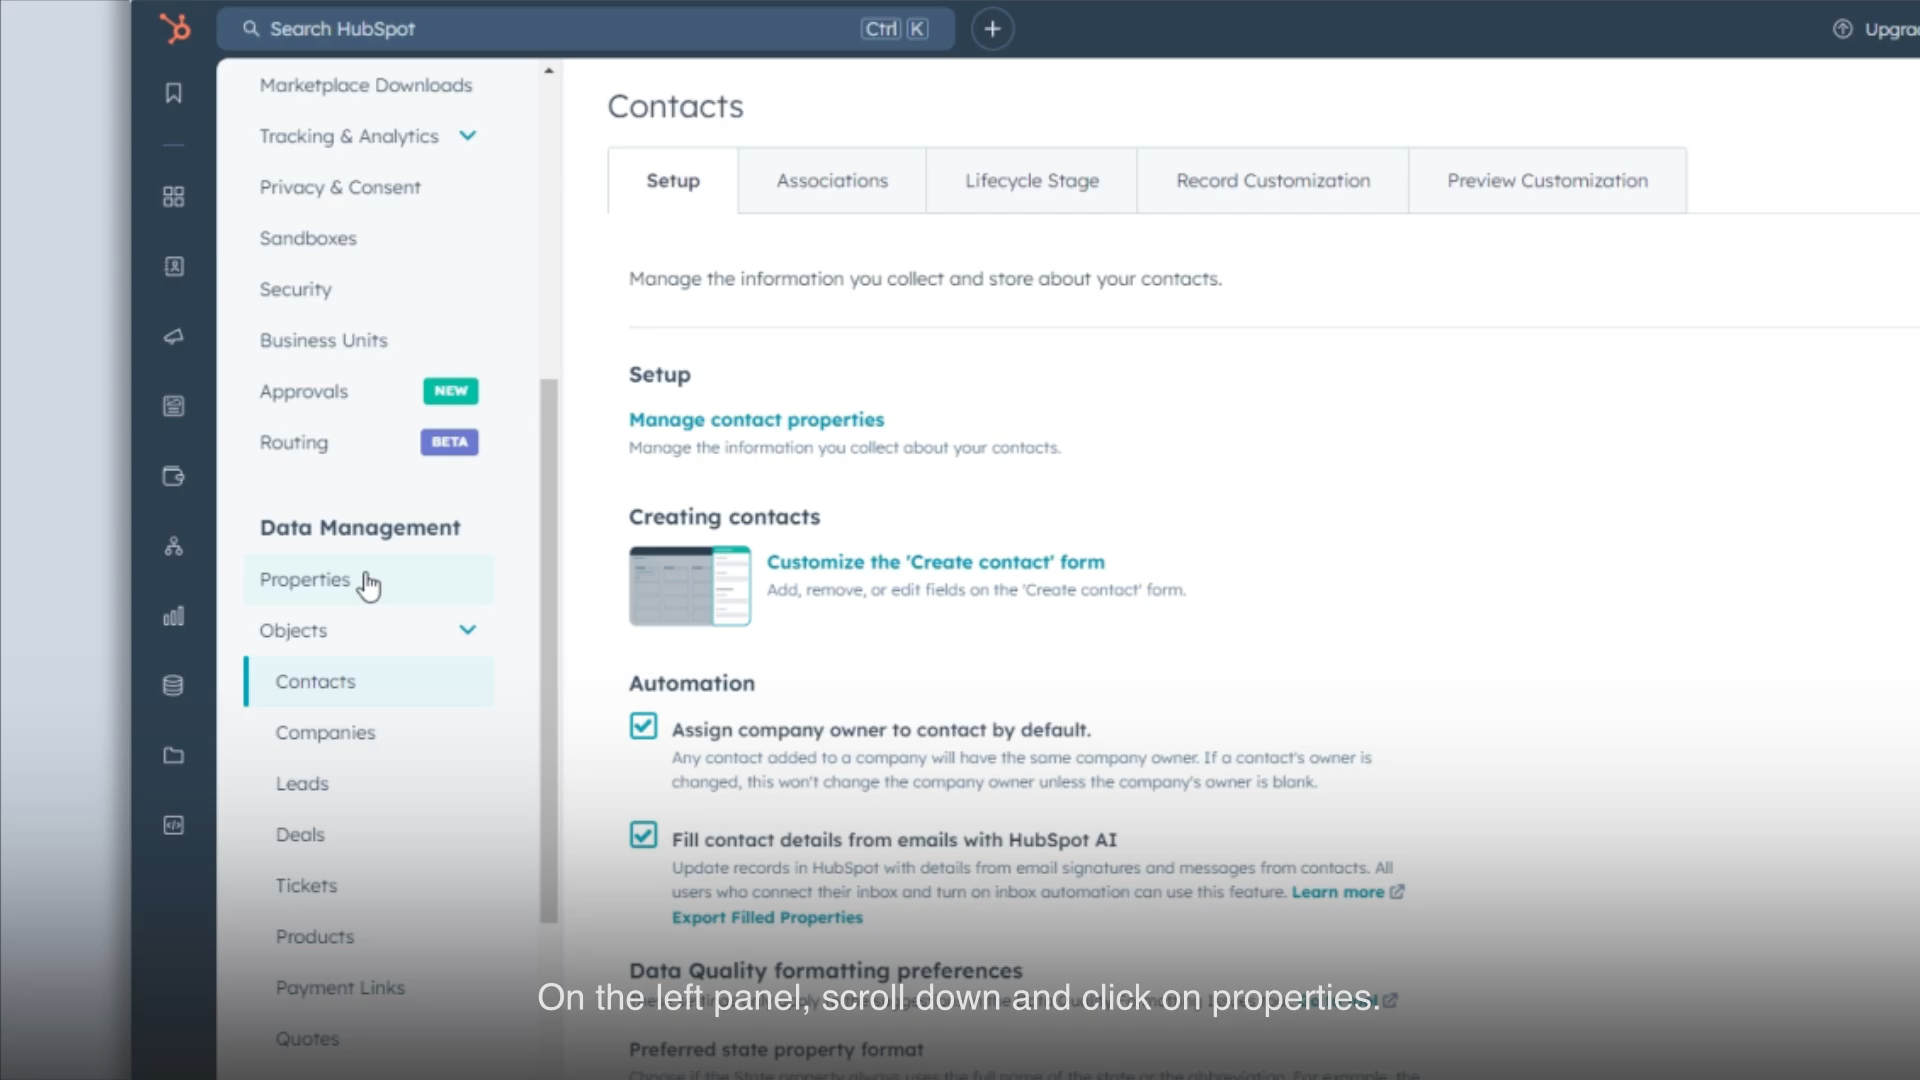 Search HubSpot
Ctrl K
Upgrad
Marketplace Downloads
Tracking & Analytics
Privacy & Consent
Sandboxes
Security
Business Units
Approvals NEW
Routing BETA
Data Management
Properties
Objects
Contacts
Companies
Leads
Deals
Tickets
Products
Payment Links
Quotes
Contacts
Setup
Associations
Lifecycle Stage
Record Customization
Preview Customization
Manage the information you collect and store about your contacts.
Setup
Manage contact properties
Manage the information you collect about your contacts.
Creating contacts
Customize the 'Create contact' form
Add, remove, or edit fields on the 'Create contact' form.
Automation
Assign company owner to contact by default.
Any contact added to a company will have the same company owner. If a contact's owner is
changed, this won't change the company owner unless the company's owner is blank.
Fill contact details from emails with HubSpot AI
Update records in HubSpot with details from email signatures and messages from contacts. All
users who connect their inbox and turn on inbox automation can use this feature. Learn more
Export Filled Properties
Data Quality formatting preferences
On the left panel, scroll down and click on properties.
Preferred state property format
Choose if the State property always uses the full name of the state or the abbreviation. For example, the